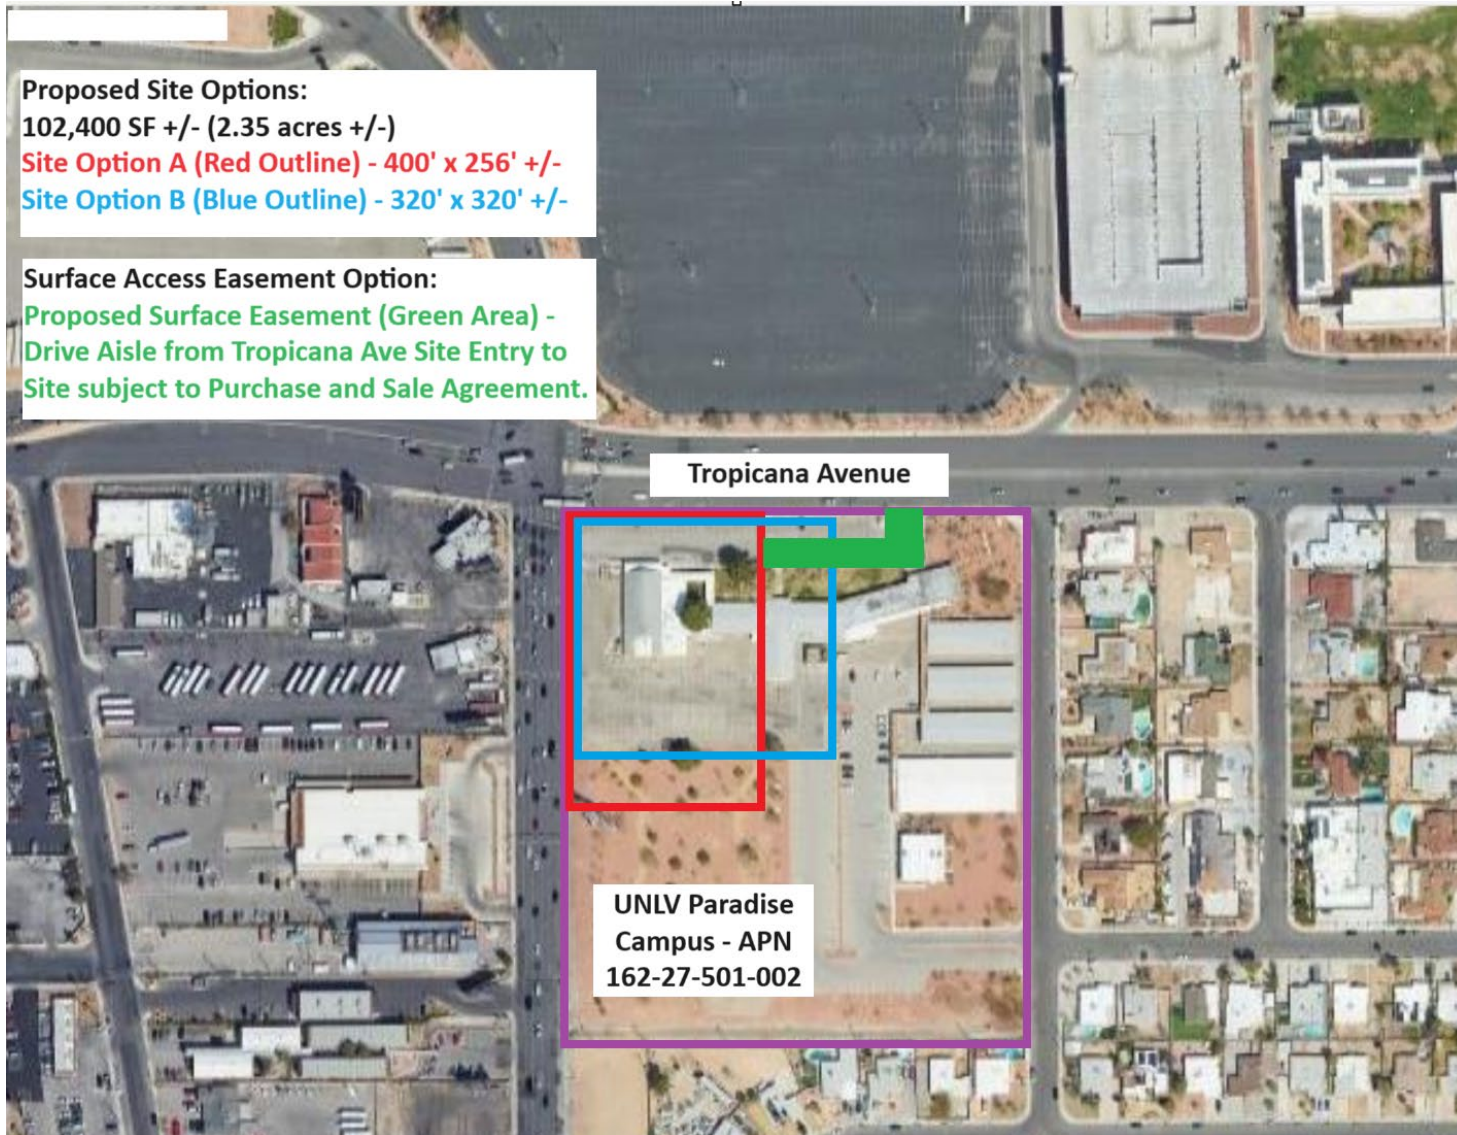 Proposed Site Options:
102,400 SF +/- (2.35 acres +/-)
Site Option A (Red Outline) - 400' x 256' +/-
Site Option B (Blue Outline) - 320' x 320' +/-
Surface Access Easement Option:
Proposed Surface Easement (Green Area) -
Drive Aisle from Tropicana Ave Site Entry to
Site subject to Purchase and Sale Agreement.
Tropicana Avenue
UNLV Paradise
Campus - APN
162-27-501-002